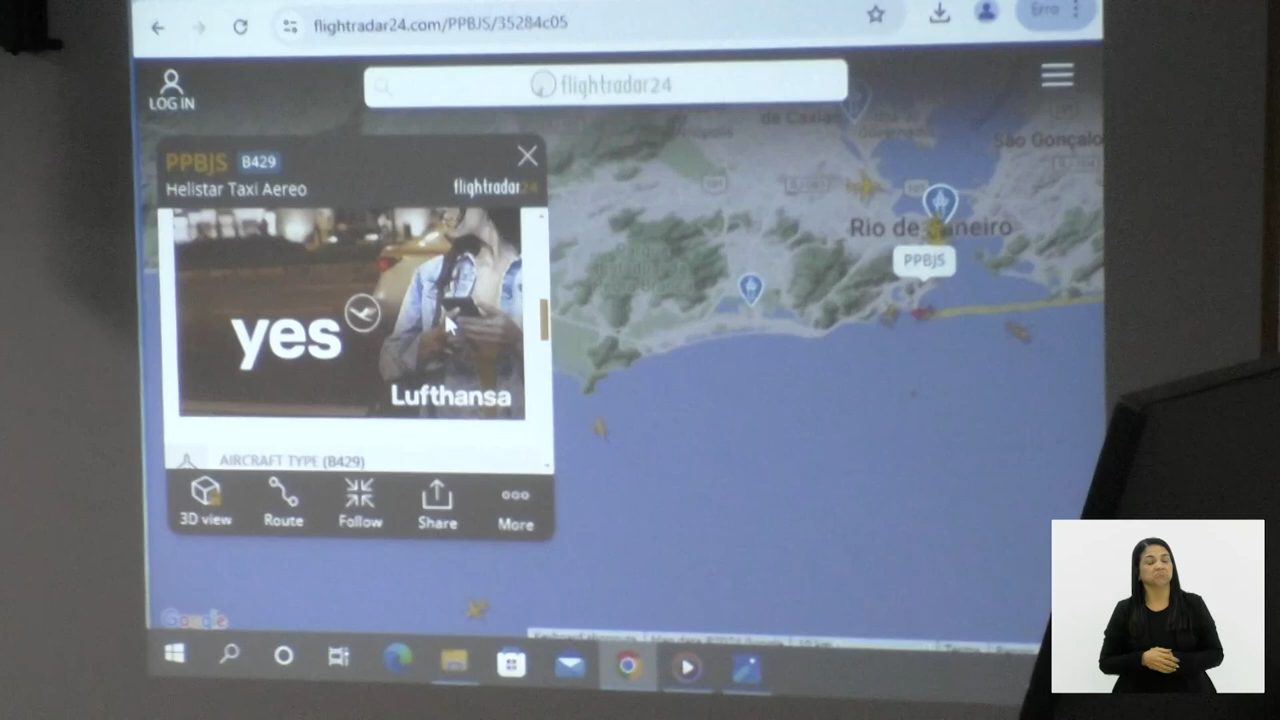 flightradar24.com/PPBJS/35284c05
Erro
LOG IN
flightradar24
PPBJS B429
Helistar Taxi Aereo
flightradar24
yes
Lufthansa
AIRCRAFT TYPE (B429)
3D view
Route
Follow
Share
More
de Caxias
São Gonçalo
Rio de Janeiro
PPBJS
Google